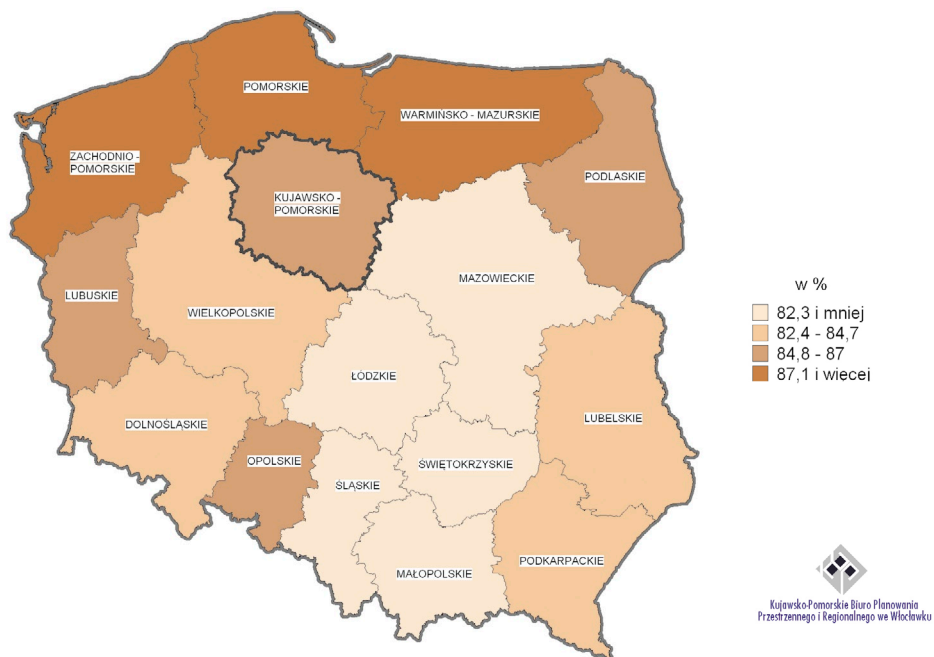 POMORSKIE
WARMIŃSKO - MAZURSKIE
ZACHODNIO -
POMORSKIE
PODLASKIE
KUJAWSKO -
POMORSKIE
MAZOWIECKIE
LUBUSKIE
WIELKOPOLSKIE
ŁÓDZKIE
DOLNOŚLĄSKIE
LUBELSKIE
OPOLSKIE
ŚLĄSKIE
ŚWIĘTOKRZYSKIE
MAŁOPOLSKIE
PODKARPACKIE
w %
82,3 i mniej
82,4 - 84,7
84,8 - 87
87,1 i więcej
Kujawsko-Pomorskie Biuro Planowania
Przestrzennego i Regionalnego we Włocławku